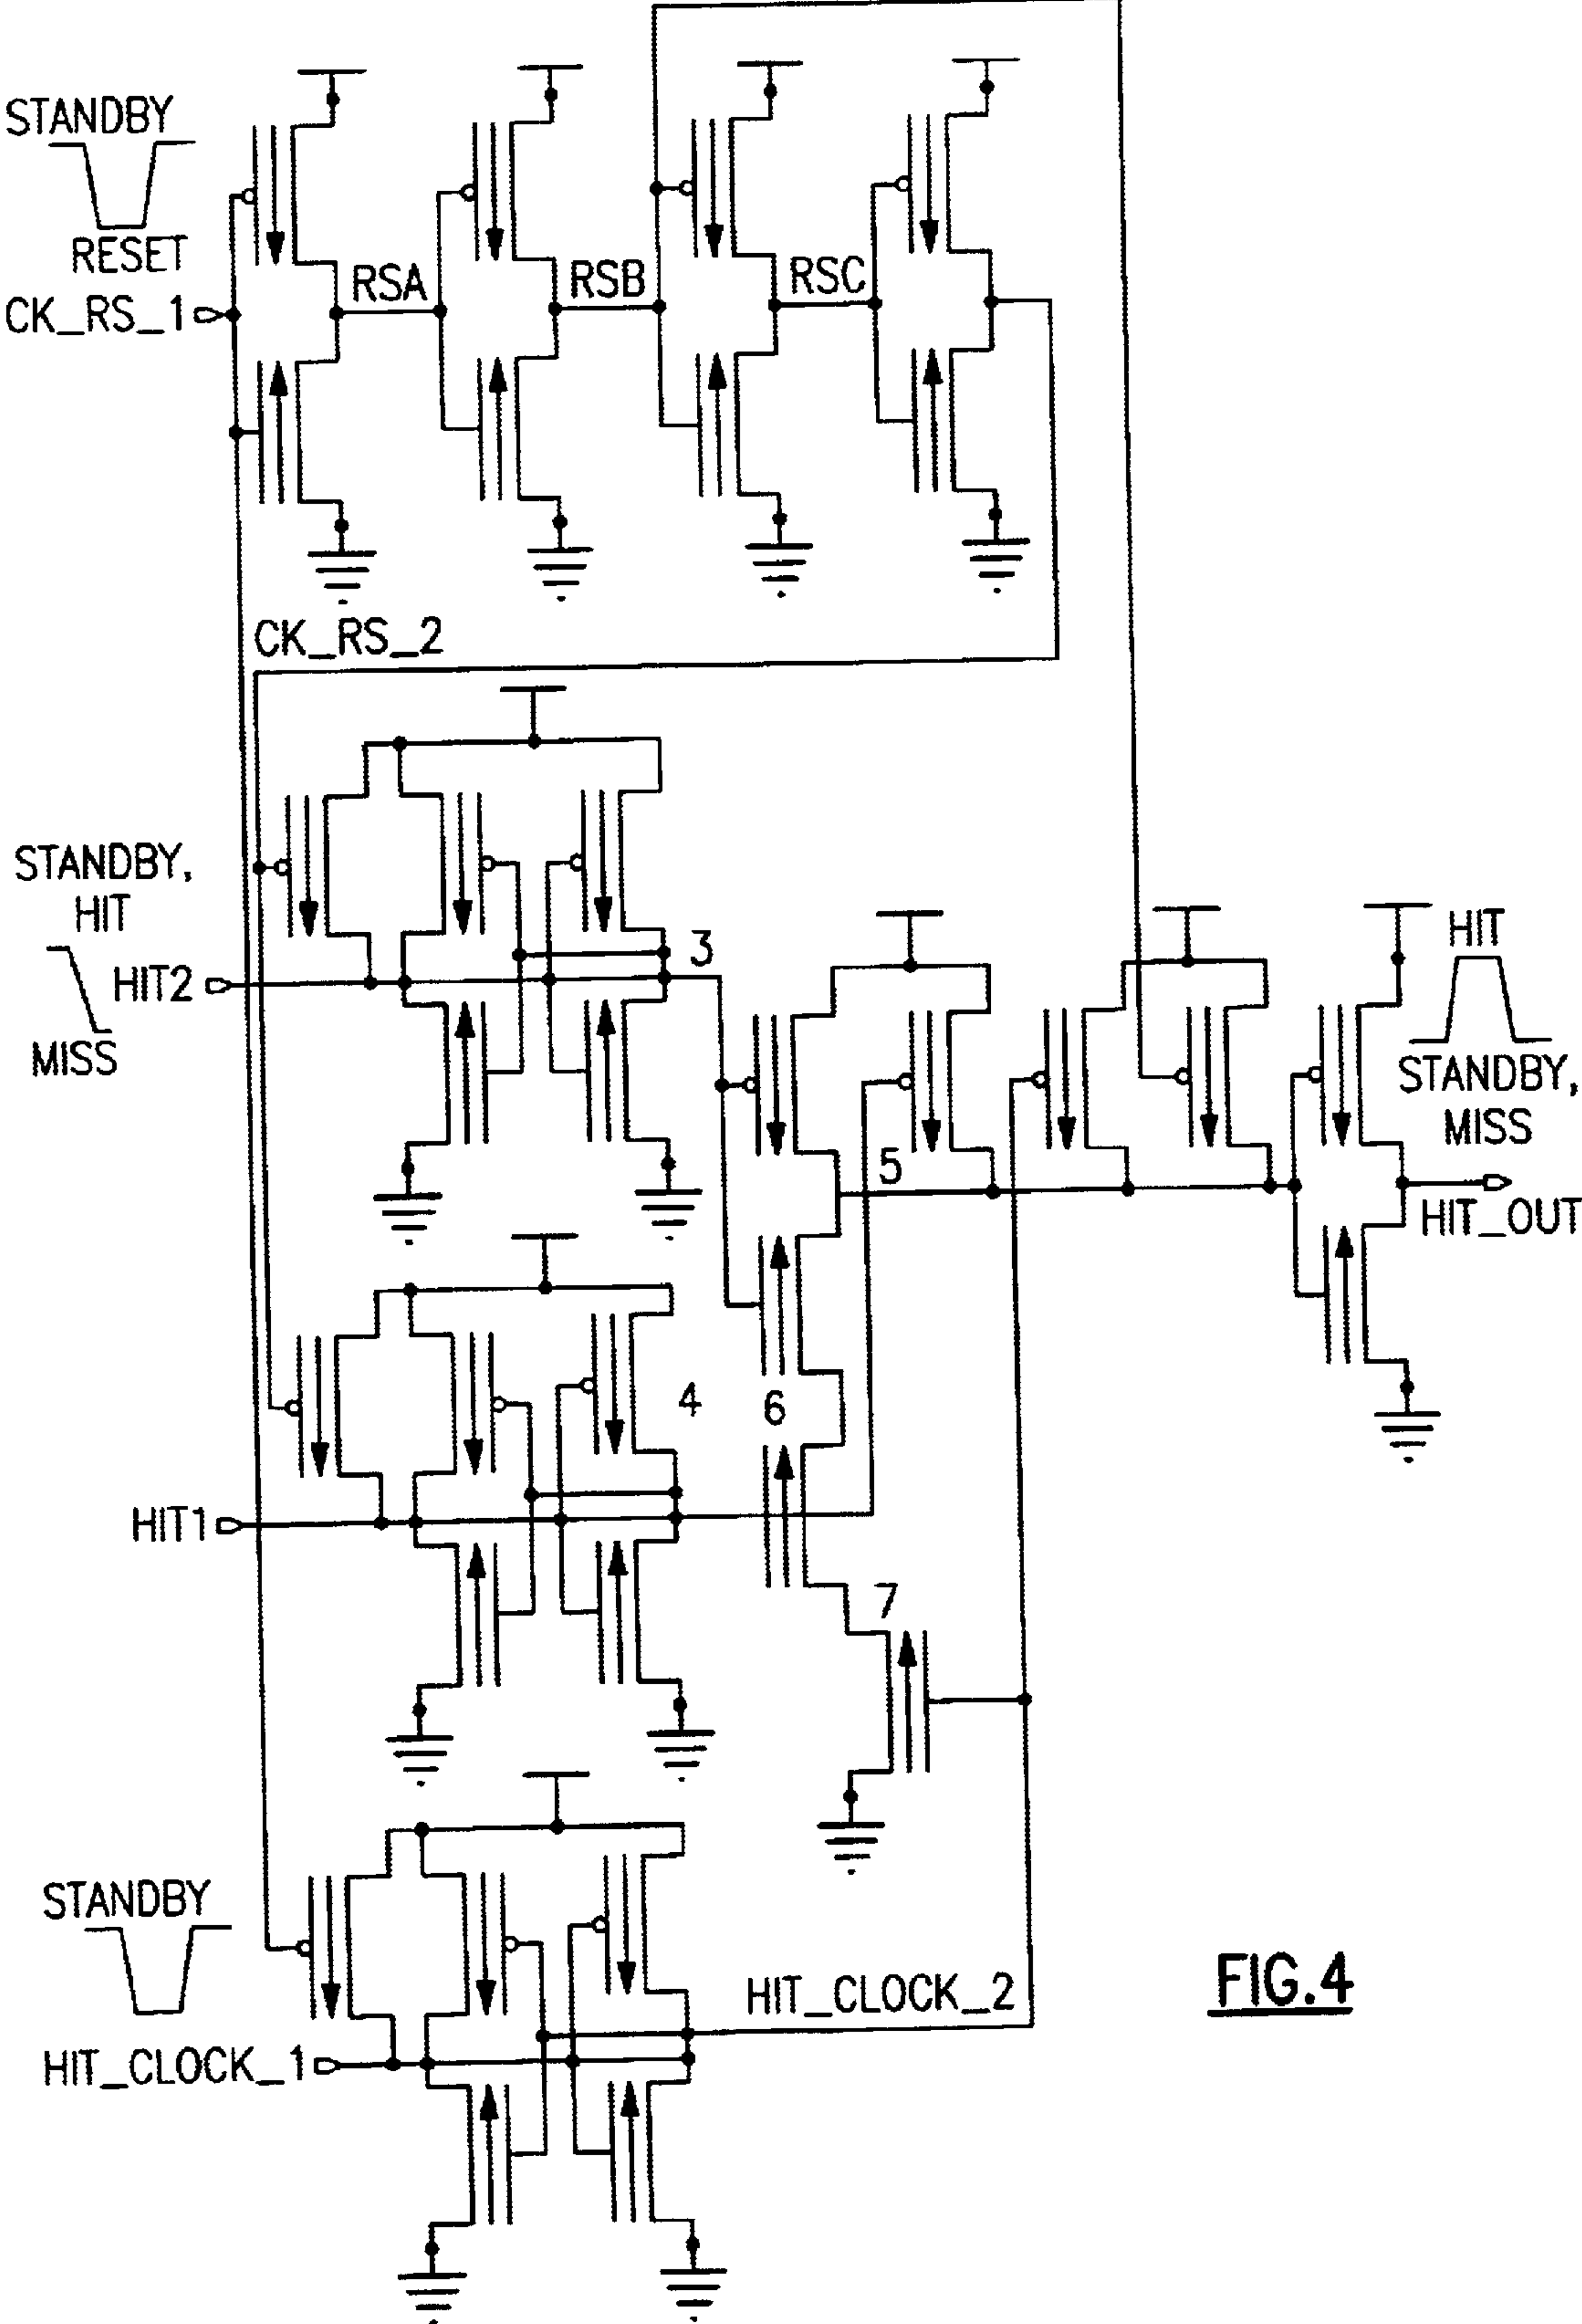 STANDBY
RESET
CK_RS_1
RSA
RSB
RSC
CK_RS_2
STANDBY,
HIT
HIT2
MISS
3
5
HIT
STANDBY,
MISS
HIT_OUT
4
6
HIT1
7
STANDBY
HIT_CLOCK_2
HIT_CLOCK_1
FIG.4